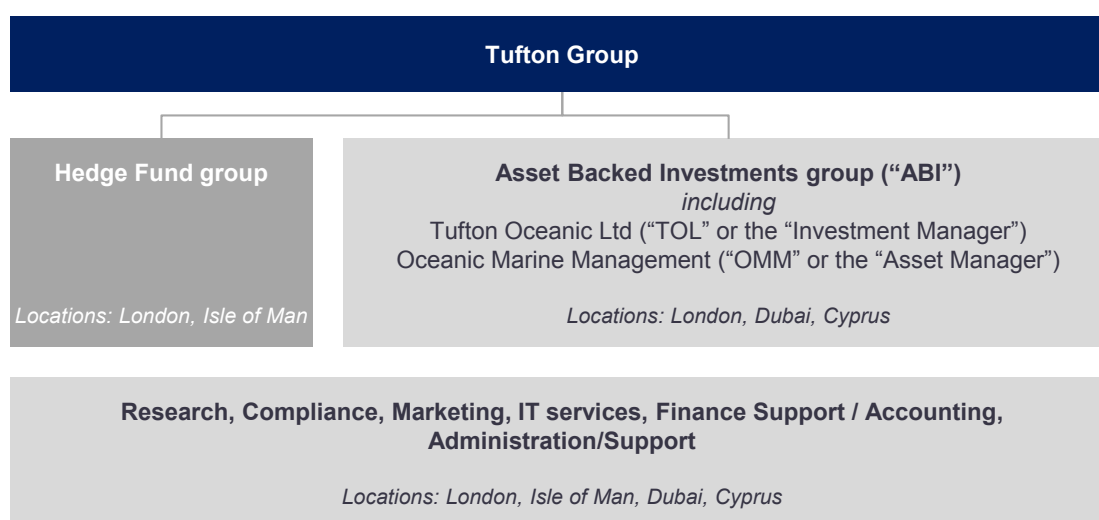 Tufton Group
Hedge Fund group
Locations: London, Isle of Man
Asset Backed Investments group (“ABI”)
including
Tufton Oceanic Ltd (“TOL” or the “Investment Manager”)
Oceanic Marine Management (“OMM” or the “Asset Manager”)
Locations: London, Dubai, Cyprus
Research, Compliance, Marketing, IT services, Finance Support / Accounting,
Administration/Support
Locations: London, Isle of Man, Dubai, Cyprus